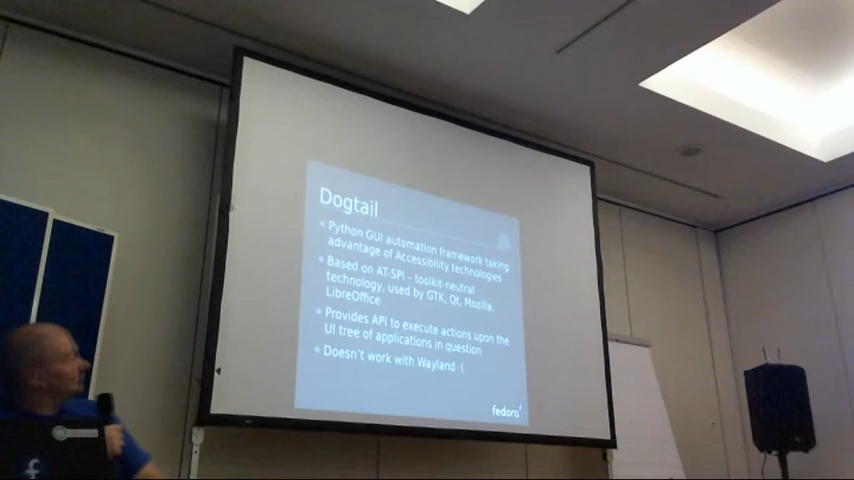 Dogtail
Python GUI automation framework taking
advantage of Accessibility technologies
Based on AT-SPI – toolkit-neutral
technology, used by GTK, Qt, Mozilla,
LibreOffice
Provides API to execute actions upon the
UI tree of applications in question
Doesn't work with Wayland :(
fedora